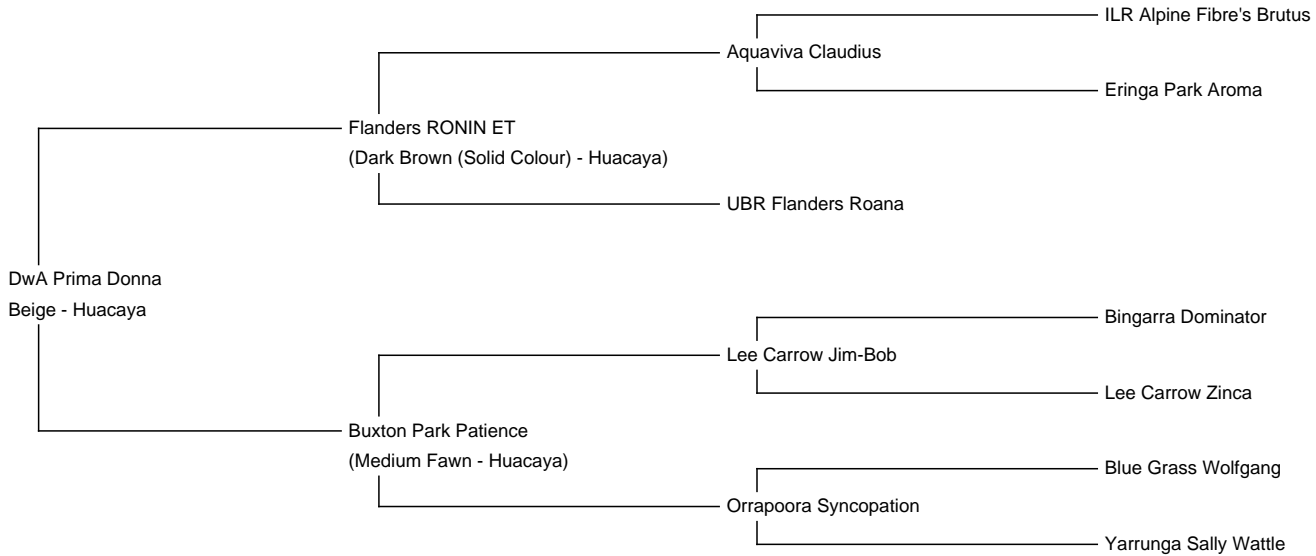 ILR Alpine Fibre's Brutus
Aquaviva Claudius
Eringa Park Aroma
Flanders RONIN ET
(Dark Brown (Solid Colour) - Huacaya)
UBR Flanders Roana
DwA Prima Donna
Beige - Huacaya
Bingarra Dominator
Lee Carrow Jim-Bob
Lee Carrow Zinca
Buxton Park Patience
(Medium Fawn - Huacaya)
Blue Grass Wolfgang
Orrapoora Syncopation
Yarrunga Sally Wattle